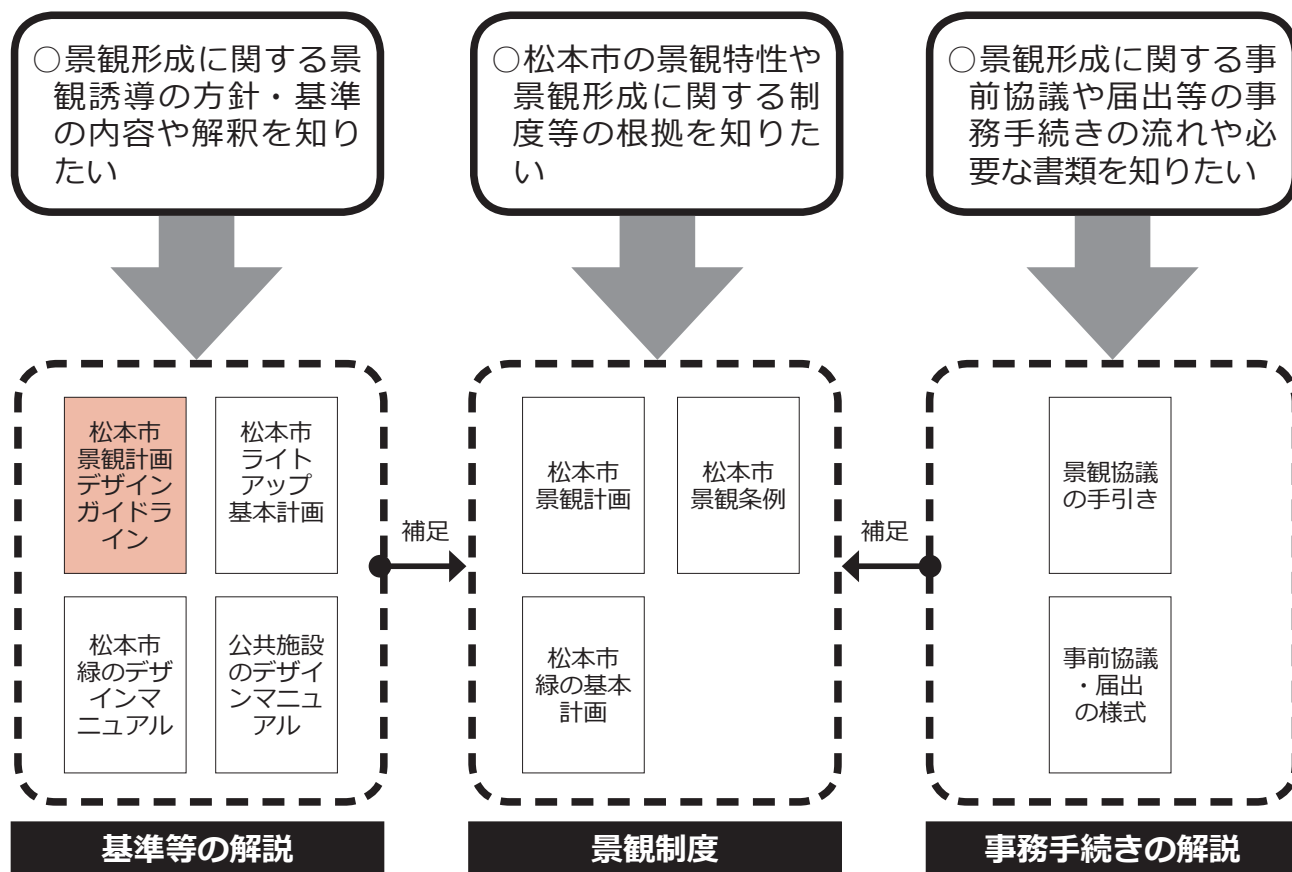 ○景観形成に関する景
観誘導の方針・基準
の内容や解釈を知り
たい
○松本市の景観特性や
景観形成に関する制
度等の根拠を知りた
い
○景観形成に関する事
前協議や届出等の事
務手続きの流れや必
要な書類を知りたい
松本市
景観計画
デザイン
ガイドラ
イン
松本市
ライト
アップ
基本計画
松本市
緑のデザ
インマ
ニュアル
公共施設
のデザイ
ンマニュ
アル
補足
松本市
景観計画
松本市
景観条例
松本市
緑の基本
計画
補足
景観協議
の手引き
事前協議
・届出
の様式
基準等の解説
景観制度
事務手続きの解説